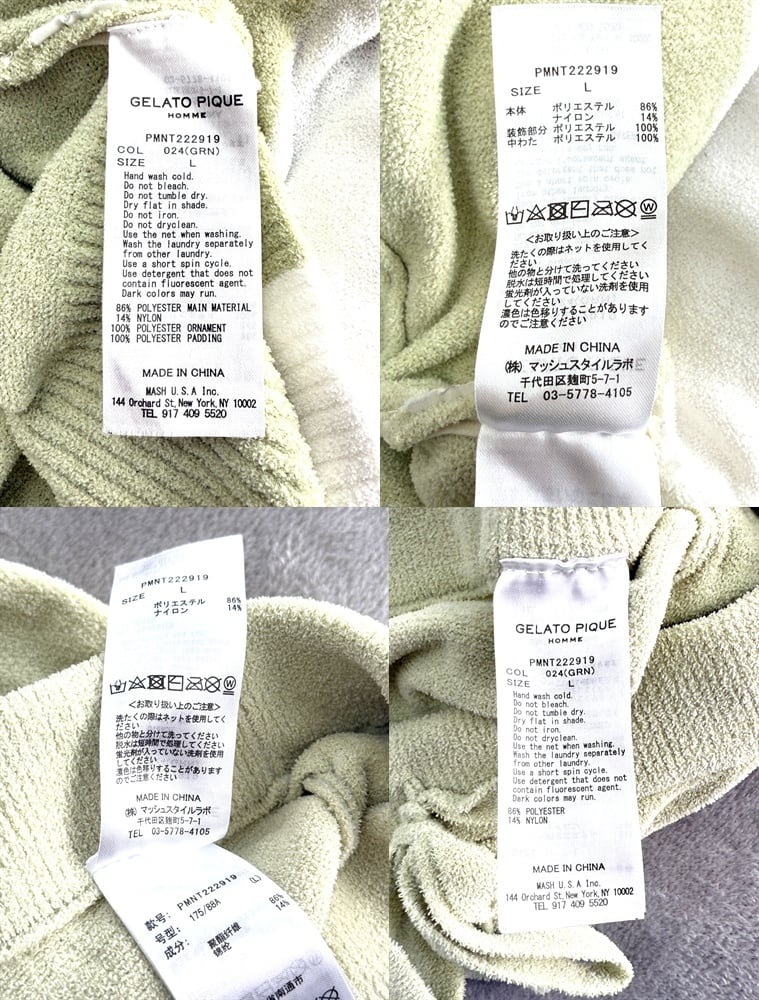 GELATO PIQUE
HOMME
PMNT222919
COL 024(GRN)
SIZE L
Hand wash cold.
Do not bleach.
Do not tumble dry.
Dry flat in shade.
Do not iron.
Do not dryclean.
Use the net when washing.
Wash the laundry separately
from other laundry.
Use a short spin cycle.
Use detergent that does not
contain fluorescent agent.
Dark colors may run.
86% POLYESTER MAIN MATERIAL
14% NYLON
100% POLYESTER ORNAMENT
100% POLYESTER PADDING
MADE IN CHINA
MASH U.S.A Inc.
144 Orchard St, New York, NY 10002
TEL 917 409 5520
PMNT222919
SIZE L
本体 ポリエステル 86%
ナイロン 14%
装飾部分 ポリエステル 100%
中わた ポリエステル 100%
<お取り扱い上のご注意>
洗たくの際はネットを使用してく
ださい
他の物と分けて洗ってください
脱水は短時間で処理してください
蛍光剤が入っていない洗剤を使用
してください
濃色は色移りすることがあります
のでご注意ください
MADE IN CHINA
(株) マッシュスタイルラボ
千代田区麹町5-7-1
TEL 03-5778-4105
PMNT222919
SIZE L
ポリエステル 86%
ナイロン 14%
<お取り扱い上のご注意>
洗たくの際はネットを使用してく
ださい
他の物と分けて洗ってください
脱水は短時間で処理してください
蛍光剤が入っていない洗剤を使用
してください
濃色は色移りすることがあります
のでご注意ください
MADE IN CHINA
(株) マッシュスタイルラボ
千代田区麹町5-7-1
TEL 03-5778-4105
款号: PMNT222919 (L)
号型: 175/88A
成分: 聚酯纤维 86%
锦纶 14%
省南通市
GELATO PIQUE
HOMME
PMNT222919
COL 024(GRN)
SIZE L
Hand wash cold.
Do not bleach.
Do not tumble dry.
Dry flat in shade.
Do not iron.
Do not dryclean.
Use the net when washing.
Wash the laundry separately
from other laundry.
Use a short spin cycle.
Use detergent that does not
contain fluorescent agent.
Dark colors may run.
86% POLYESTER
14% NYLON
MADE IN CHINA
MASH U.S.A Inc.
144 Orchard St, New York, NY 10002
TEL 917 409 5520